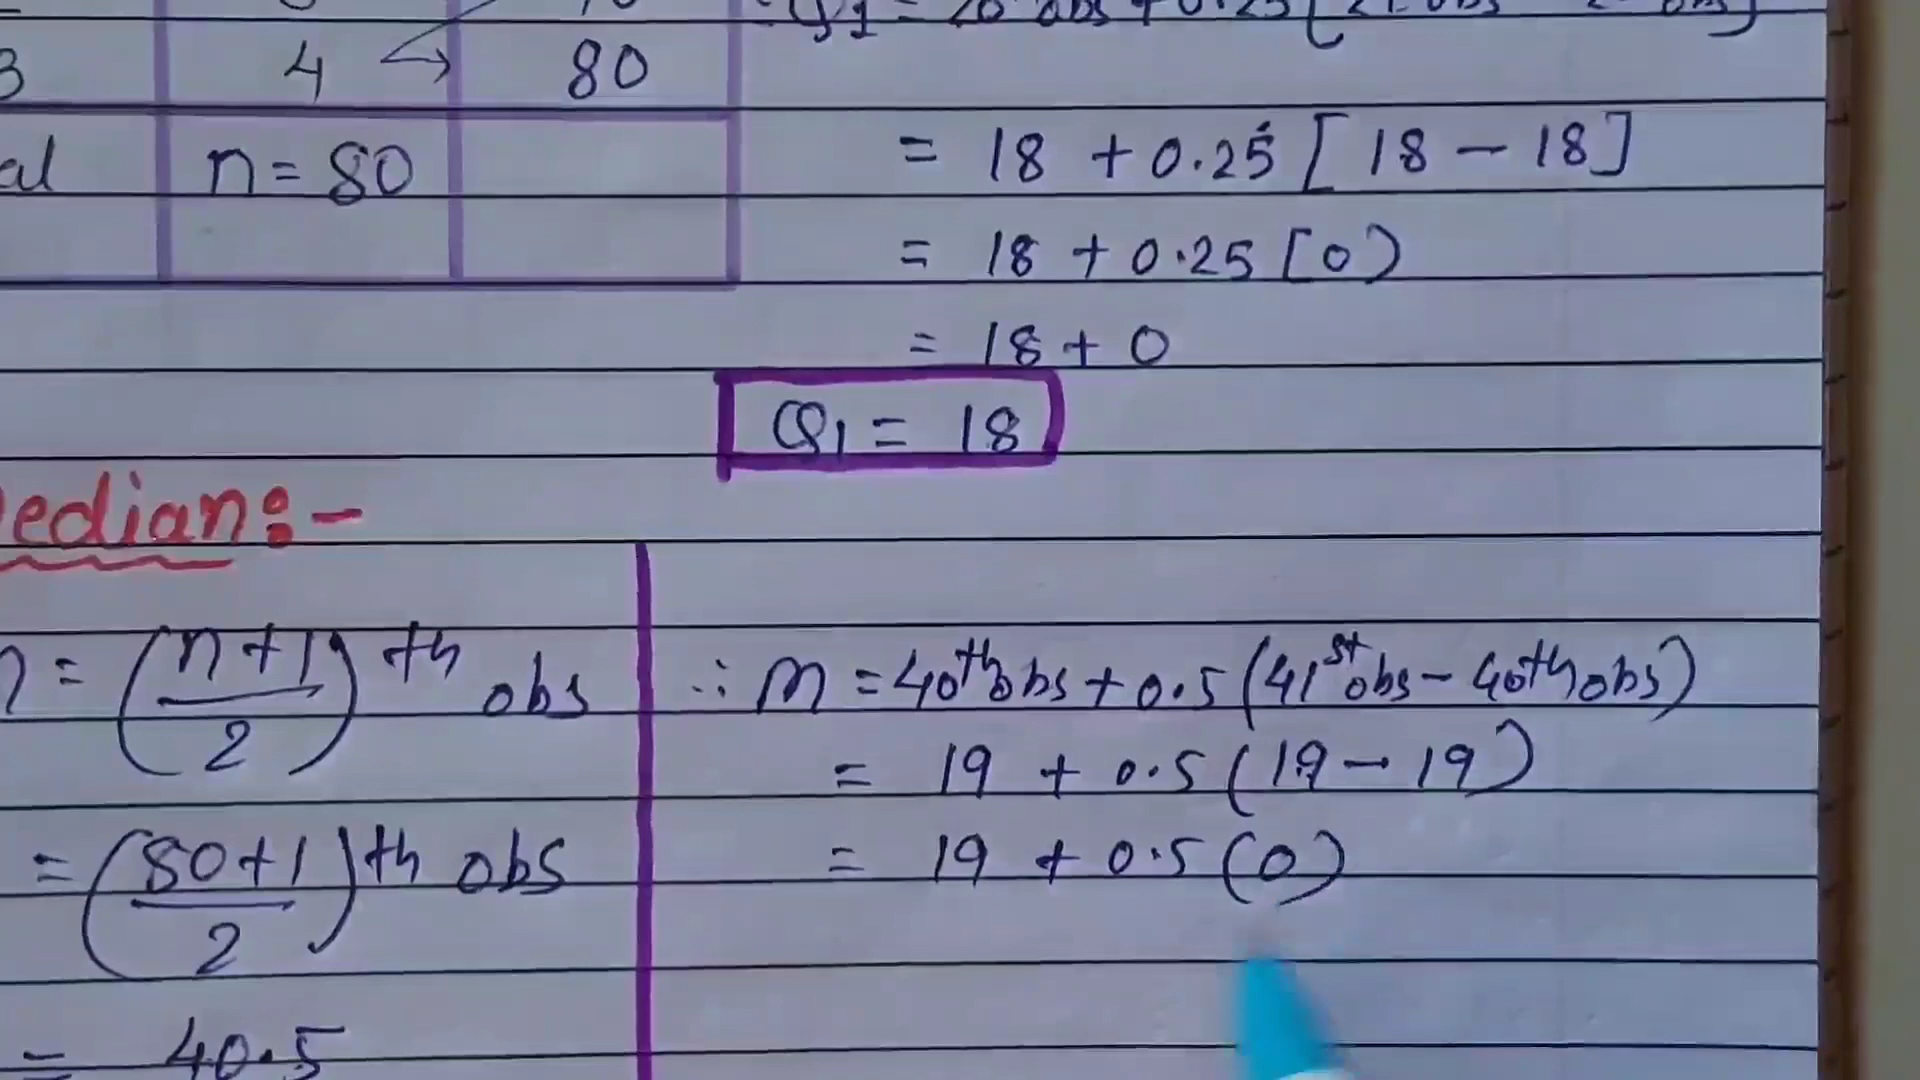 3 4 80
al n = 80
= 18 + 0.25 [ 18 - 18 ]
= 18 + 0.25 [0)
= 18 + 0
Q1 = 18
edian:-
= (n+1/2)th obs
= (80+1/2)th obs
= 40.5
∴ m = 40th obs + 0.5 (41st obs - 40th obs)
= 19 + 0.5 (19 - 19)
= 19 + 0.5 (0)